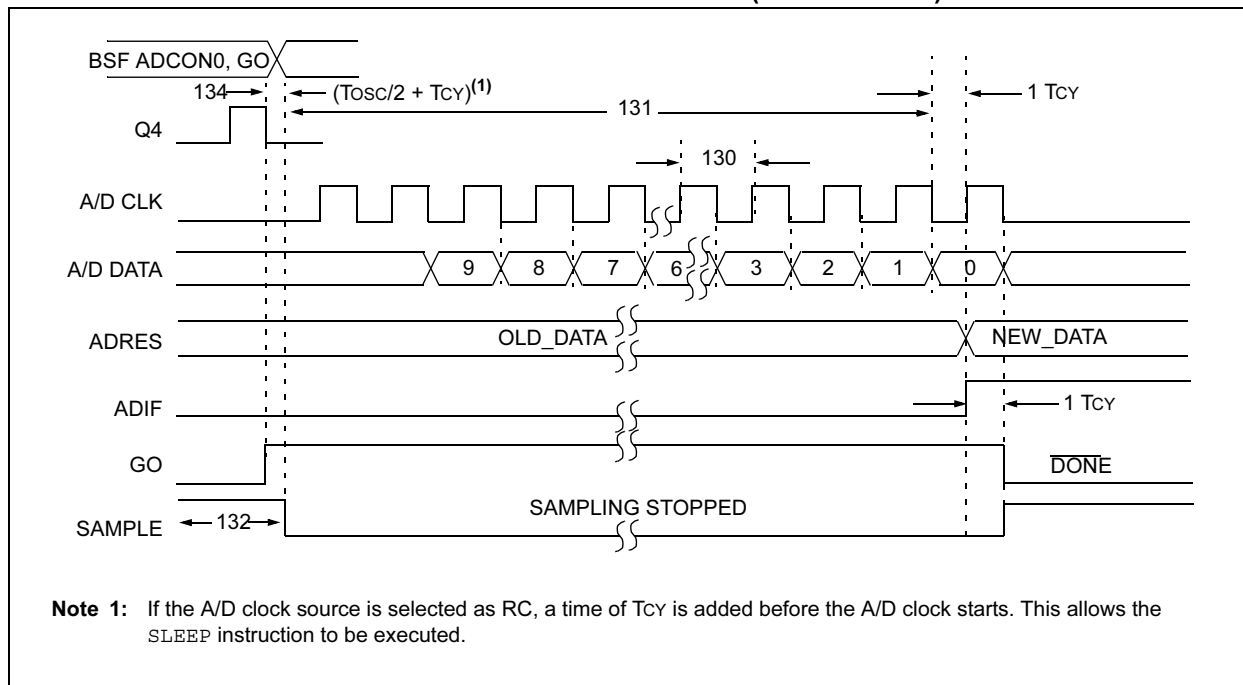 BSF ADCON0, GO
134 (TOSC/2 + TCY)(1) 131 1 TCY
Q4
130
A/D CLK
A/D DATA 9 8 7 6 3 2 1 0
ADRES OLD_DATA NEW_DATA
ADIF 1 TCY
GO DONE
SAMPLE 132 SAMPLING STOPPED
Note 1: If the A/D clock source is selected as RC, a time of TCY is added before the A/D clock starts. This allows the
SLEEP instruction to be executed.